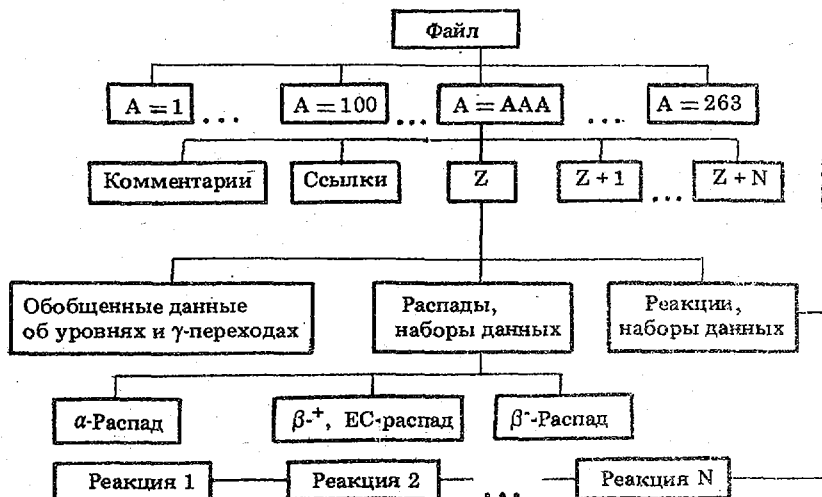 Файл
A = 1 ... A = 100 ... A = AAA ... A = 263
Комментарии Ссылки Z Z + 1 ... Z + N
Обобщенные данные
об уровнях и γ-переходах
Распады,
наборы данных
Реакции,
наборы данных
α-Распад β-⁺, ЕС-распад β⁻-Распад
Реакция 1 Реакция 2 ... Реакция N